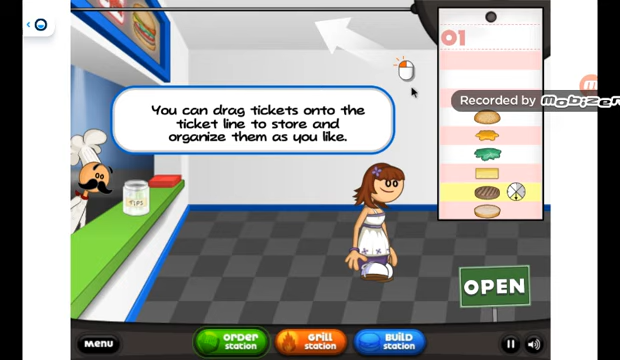 01
Recorded by mobizen
You can drag tickets onto the
ticket line to store and
organize them as you like.
TIPS
OPEN
Menu
ORDER
station
Grill
station
BUILD
station